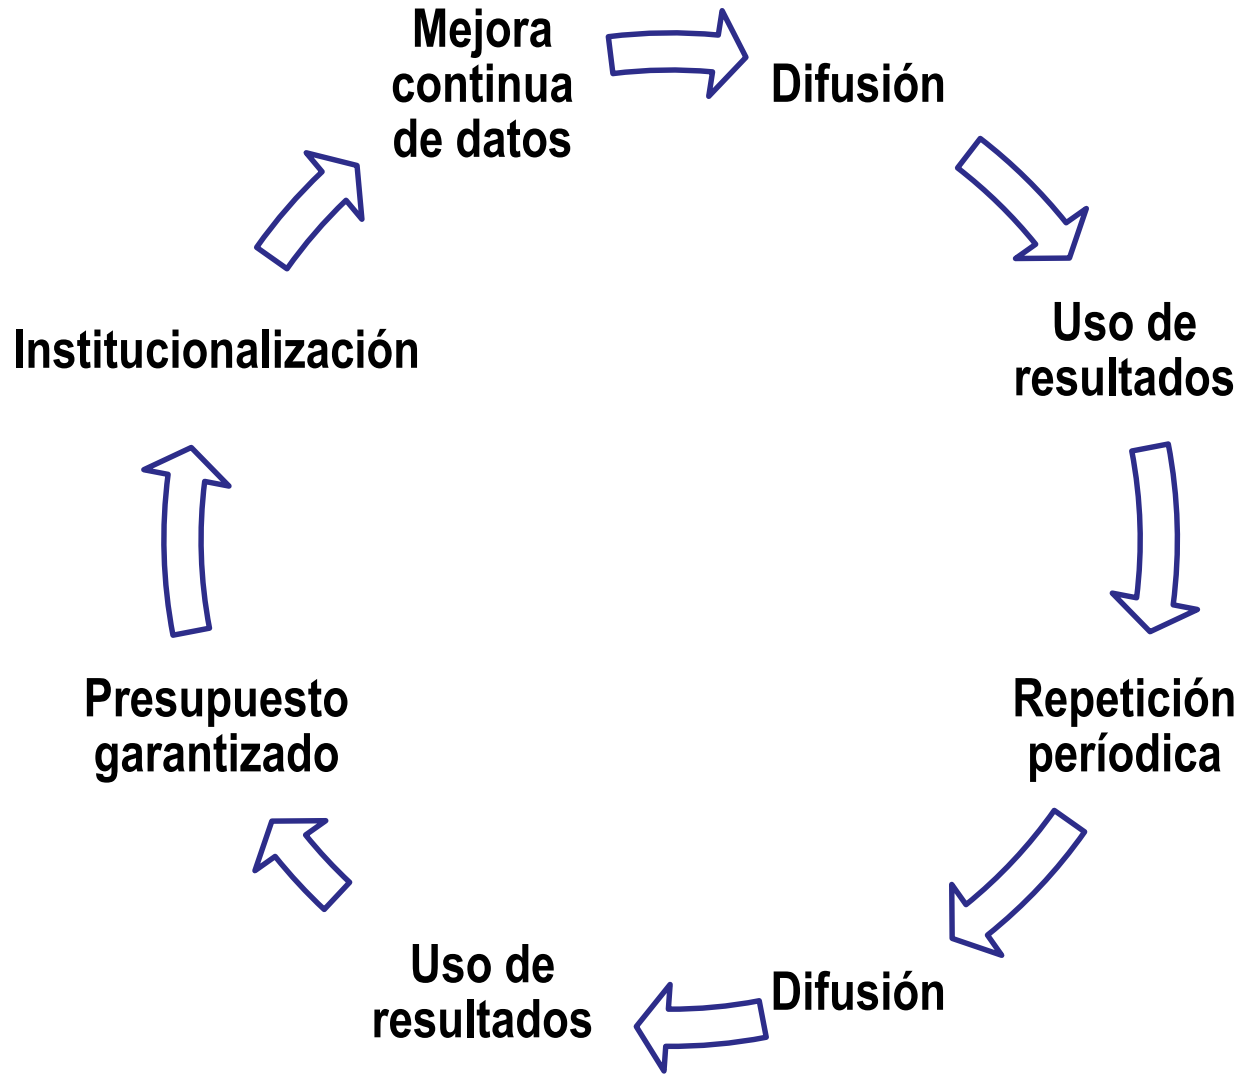 Mejora
continua
de datos
Difusión
Uso de
resultados
Repetición
períodica
Difusión
Uso de
resultados
Presupuesto
garantizado
Institucionalización